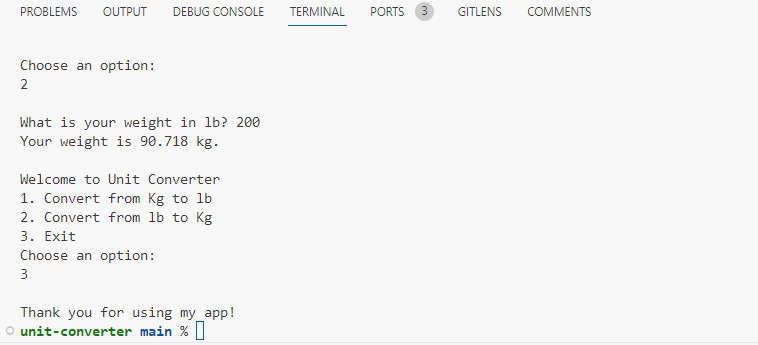 PROBLEMS OUTPUT DEBUG CONSOLE TERMINAL PORTS 3 GITLENS COMMENTS
Choose an option:
2
What is your weight in lb? 200
Your weight is 90.718 kg.
Welcome to Unit Converter
1. Convert from Kg to lb
2. Convert from lb to Kg
3. Exit
Choose an option:
3
Thank you for using my app!
unit-converter main %